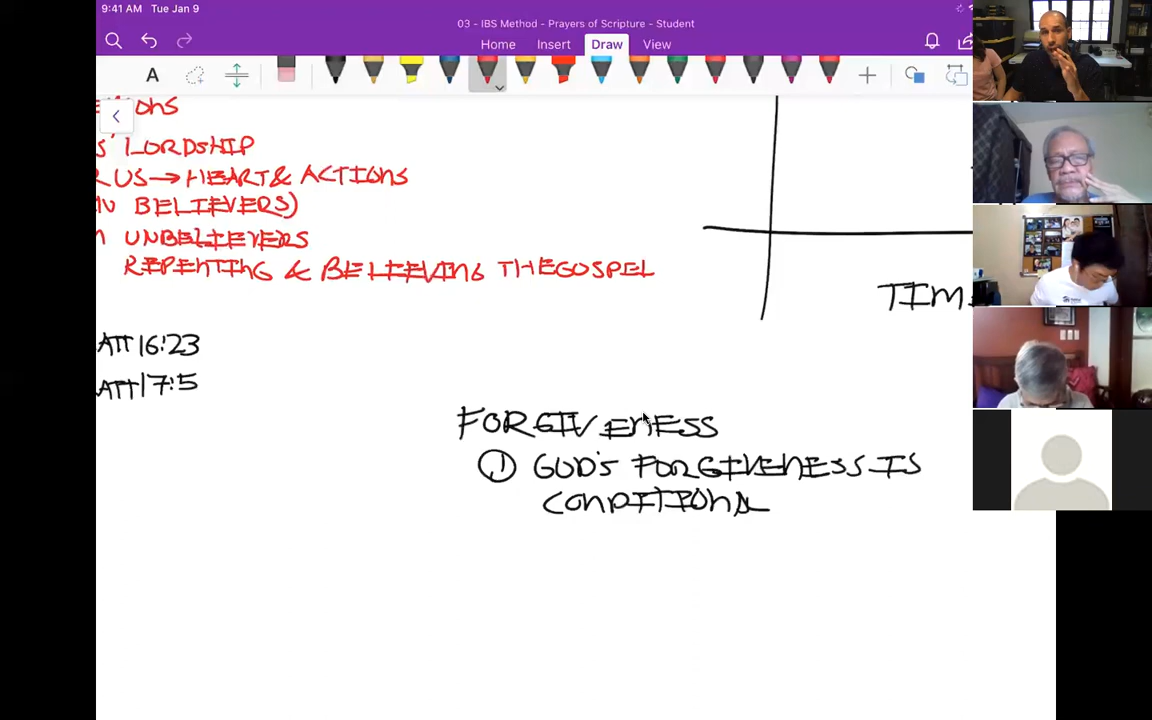 9:41 AM Tue Jan 9
03 - IBS Method - Prayers of Scripture - Student
Home Insert Draw View
S' LORDSHIP
R US→HEART & ACTIONS
BELIEVERS)
UNBELIEVERS
REPENTING & BELIEVING THE GOSPEL
TIM
ATT 16:23
ATT 17:5
FORGIVENESS
① GOD'S FORGIVENESS IS
CONDITIONAL